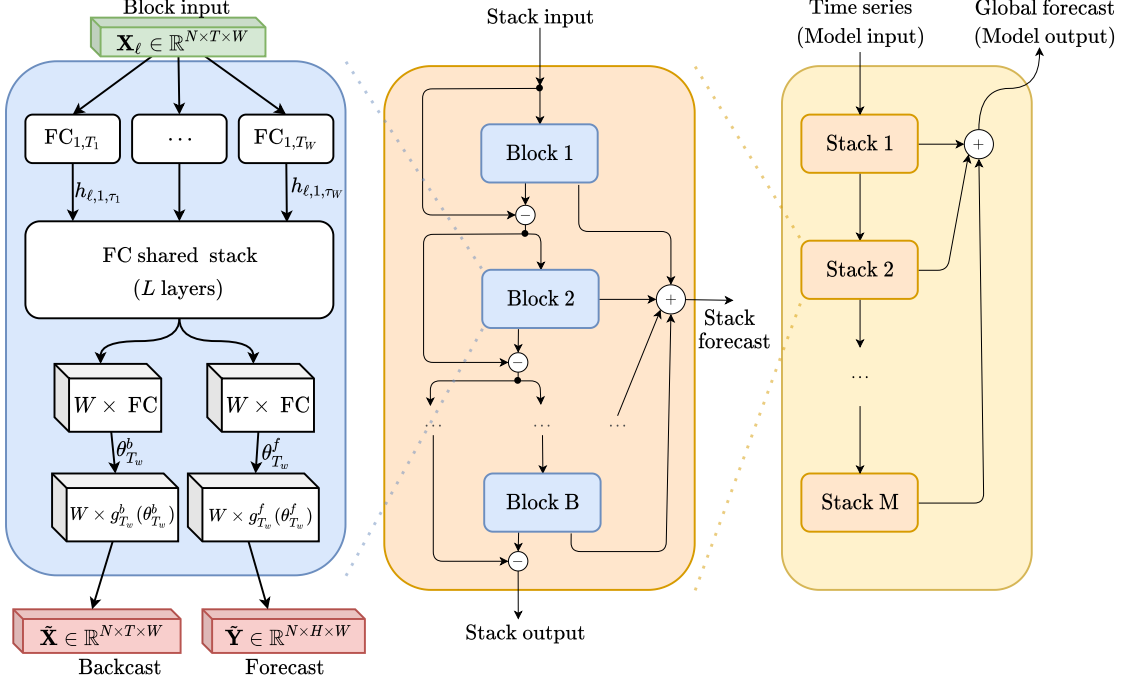 Block input
𝐗_ℓ ∈ ℝ^{N×T×W}
FC_{1,T_1}
···
FC_{1,T_W}
h_{ℓ,1,τ_1}
h_{ℓ,1,τ_W}
FC shared stack
(L layers)
W × FC
W × FC
θ^b_{T_w}
θ^f_{T_w}
W × g^b_{T_w}(θ^b_{T_w})
W × g^f_{T_w}(θ^f_{T_w})
𝐗̃ ∈ ℝ^{N×T×W}
𝐘̃ ∈ ℝ^{N×H×W}
Backcast
Forecast
Stack input
Block 1
−
−
Block 2
+
Stack
forecast
−
···
···
···
Block B
−
Stack output
Time series
(Model input)
Global forecast
(Model output)
Stack 1
+
Stack 2
···
Stack M